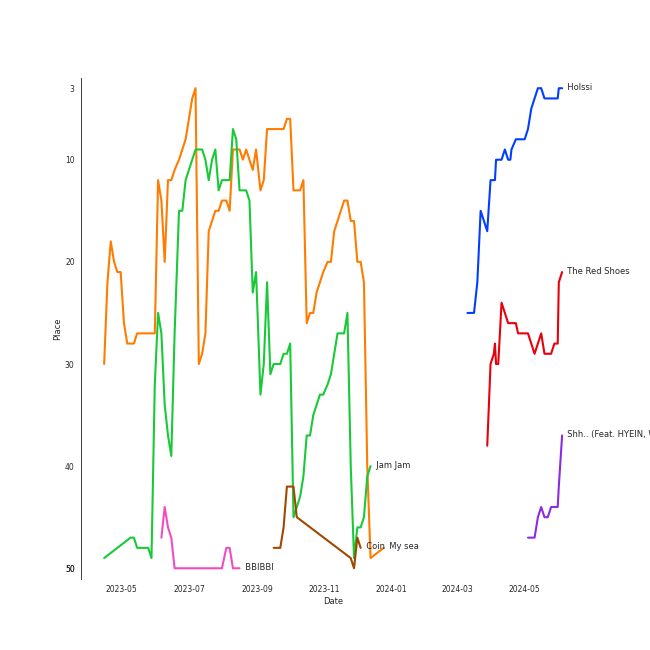 3
Holssi
10
20
The Red Shoes
Place
30
Shh.. (Feat. HYEIN,
40
Jam Jam
Coin My sea
50
BBIBBI
2023-05 2023-07 2023-09 2023-11 2024-01 2024-03 2024-05
Date